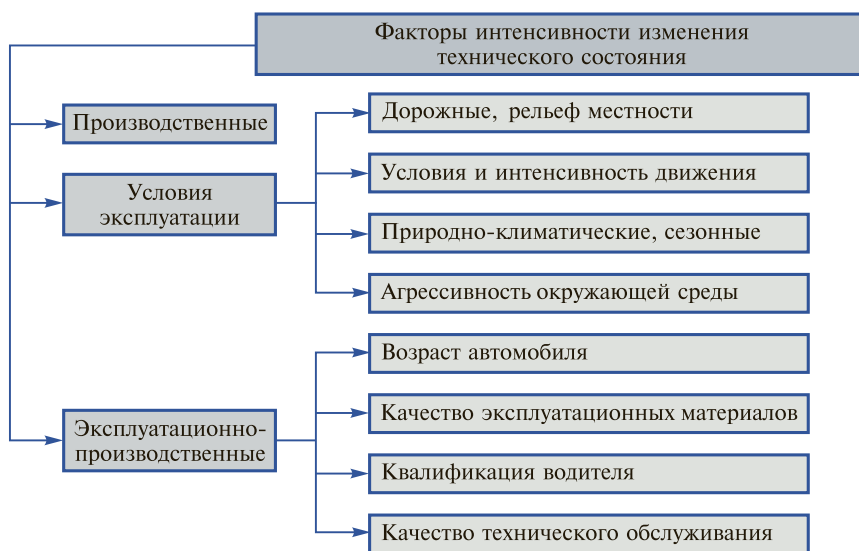 Факторы интенсивности изменения
технического состояния
Производственные
Условия
эксплуатации
Дорожные, рельеф местности
Условия и интенсивность движения
Природно-климатические, сезонные
Агрессивность окружающей среды
Эксплуатационно-
производственные
Возраст автомобиля
Качество эксплуатационных материалов
Квалификация водителя
Качество технического обслуживания